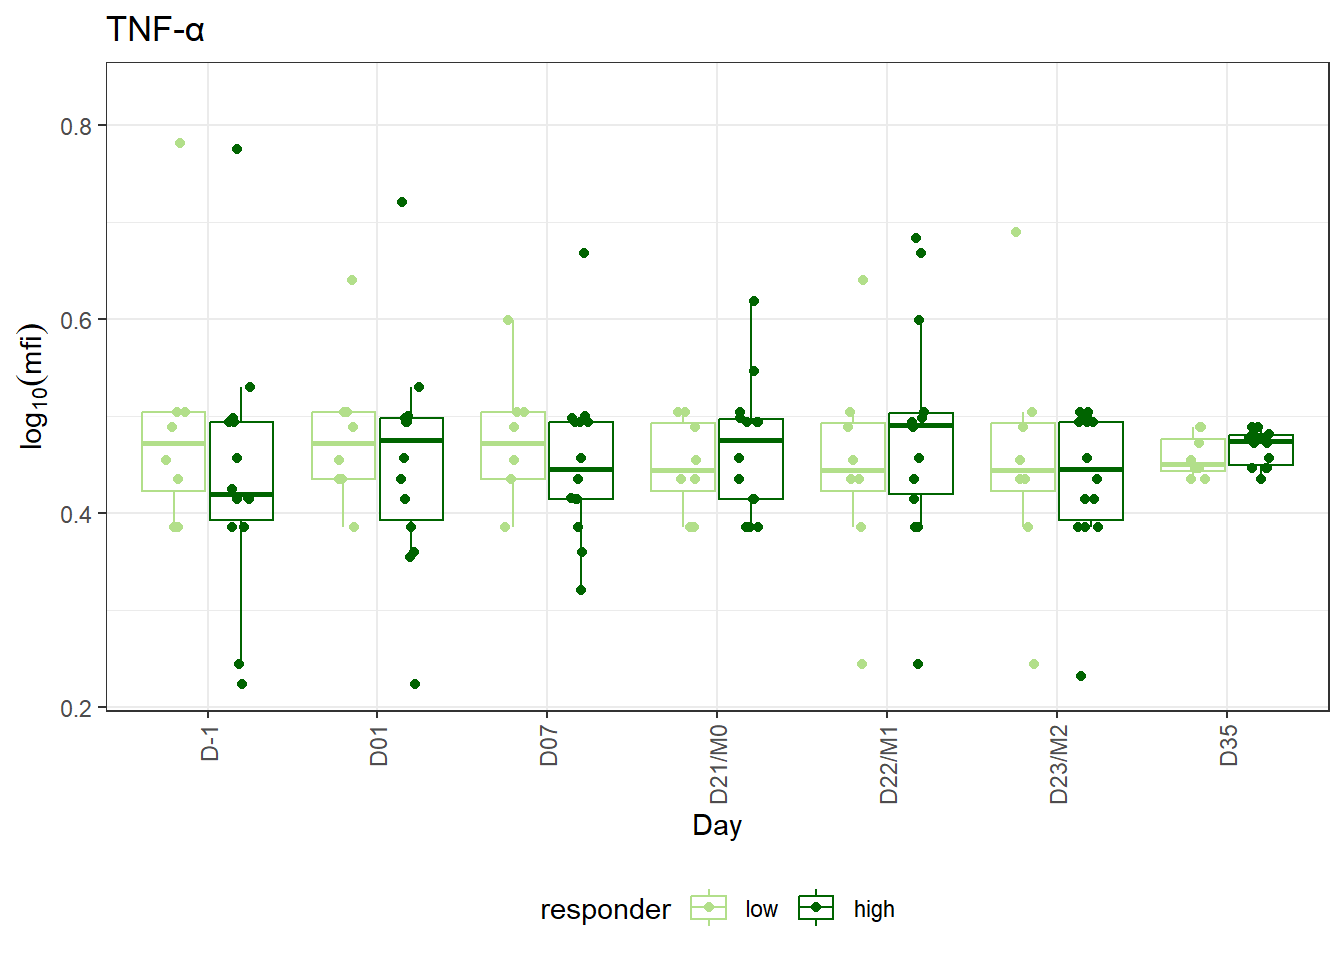 TNF-α
0.8
0.6
0.4
0.2
log10(mfi)
D-1
D01
D07
D21/M0
D22/M1
D23/M2
D35
Day
responder low high